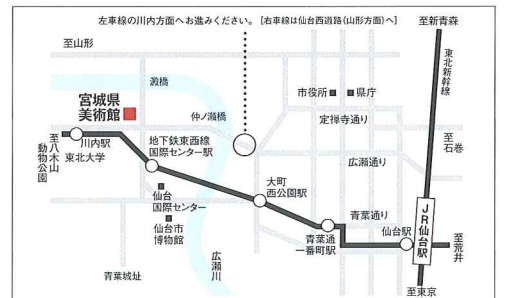 左車線の川内方面へお進みください。[右車線は仙台西道路（山形方面）へ]
至新青森
至山形
東北新幹線
澱橋
宮城県
美術館
仲ノ瀬橋
市役所
県庁
定禅寺通り
至石巻
至八木山
動物公園
川内駅
東北大学
地下鉄東西線
国際センター駅
広瀬通り
大町
西公園駅
仙台
国際センター
仙台市
博物館
青葉通り
仙台駅
JR仙台駅
青葉通
一番町駅
至荒井
広瀬川
青葉城址
至東京